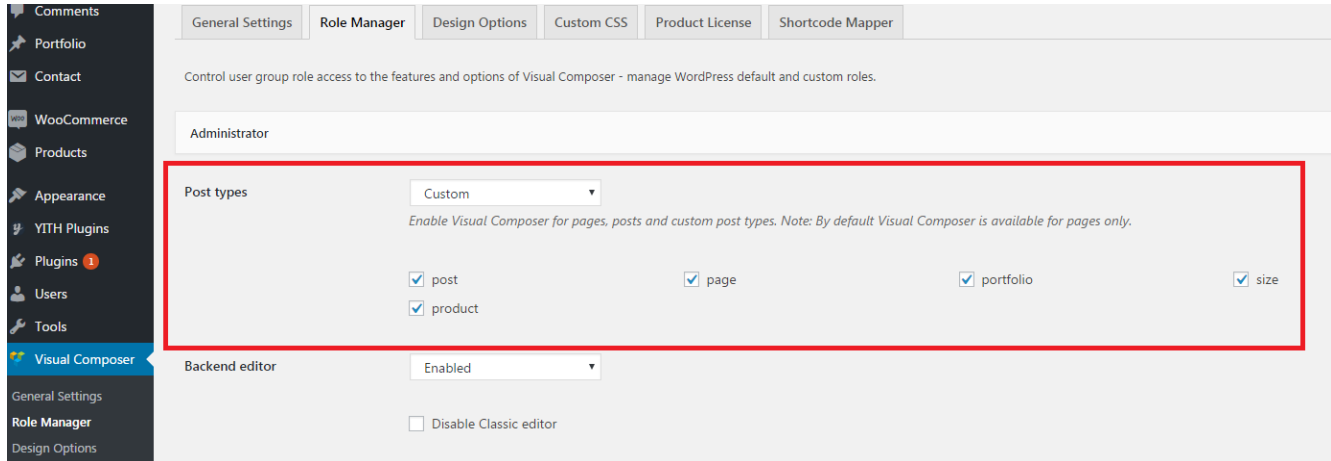 Comments
Portfolio
Contact
woo WooCommerce
Products
Appearance
YITH Plugins
Plugins 1
Users
Tools
Visual Composer
General Settings
Role Manager
Design Options
General Settings Role Manager Design Options Custom CSS Product License Shortcode Mapper
Control user group role access to the features and options of Visual Composer - manage WordPress default and custom roles.
Administrator
Post types Custom
Enable Visual Composer for pages, posts and custom post types. Note: By default Visual Composer is available for pages only.
post page portfolio size
product
Backend editor Enabled
Disable Classic editor